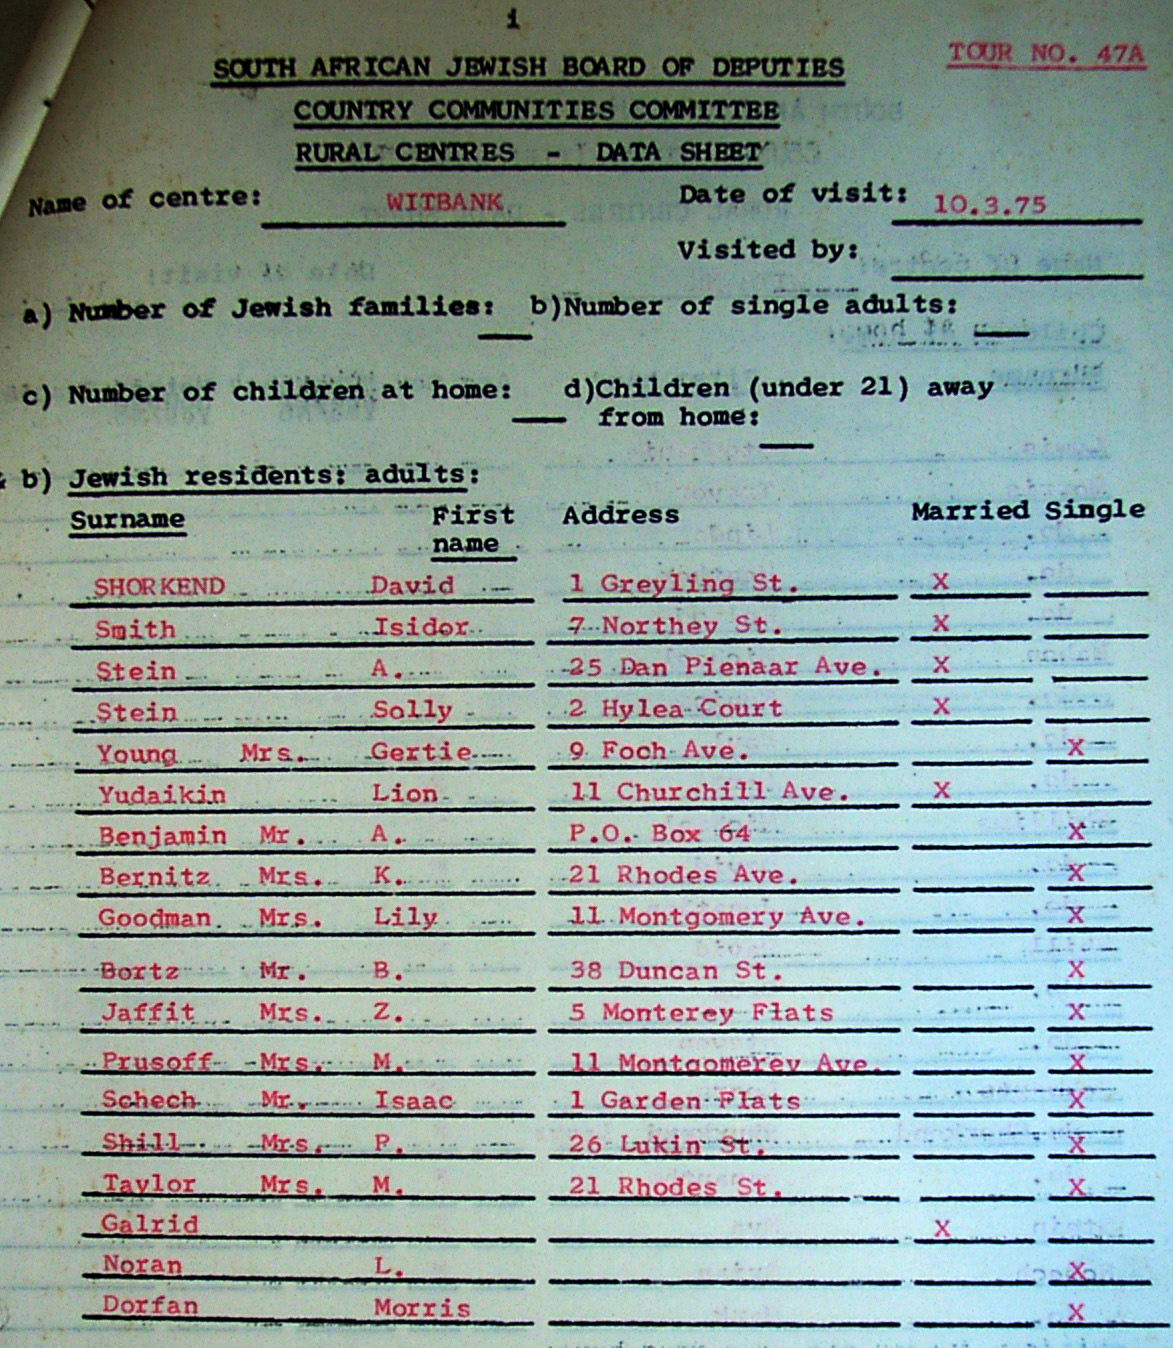 i
TOUR NO. 47A
SOUTH AFRICAN JEWISH BOARD OF DEPUTIES
COUNTRY COMMUNITIES COMMITTEE
RURAL CENTRES - DATA SHEET
Name of centre: WITBANK Date of visit: 10.3.75
Visited by:
a) Number of Jewish families: b)Number of single adults:
c) Number of children at home: d)Children (under 21) away
from home:
& b) Jewish residents: adults:
Surname First Address Married Single
name
SHORKEND David 1 Greyling St. X
Smith Isidor 7 Northey St. X
Stein A. 25 Dan Pienaar Ave. X
Stein Solly 2 Hylea Court X
Young Mrs. Gertie 9 Foch Ave. X
Yudaikin Lion 11 Churchill Ave. X
Benjamin Mr. A. P.O. Box 64 X
Bernitz Mrs. K. 21 Rhodes Ave. X
Goodman Mrs. Lily 11 Montgomery Ave. X
Bortz Mr. B. 38 Duncan St. X
Jaffit Mrs. Z. 5 Monterey Flats X
Prusoff Mrs. M. 11 Montgomerey Ave. X
Schech Mr. Isaac 1 Garden Flats X
Shill Mrs. P. 26 Lukin St. X
Taylor Mrs. M. 21 Rhodes St. X
Galrid X
Noran L. X
Dorfan Morris X